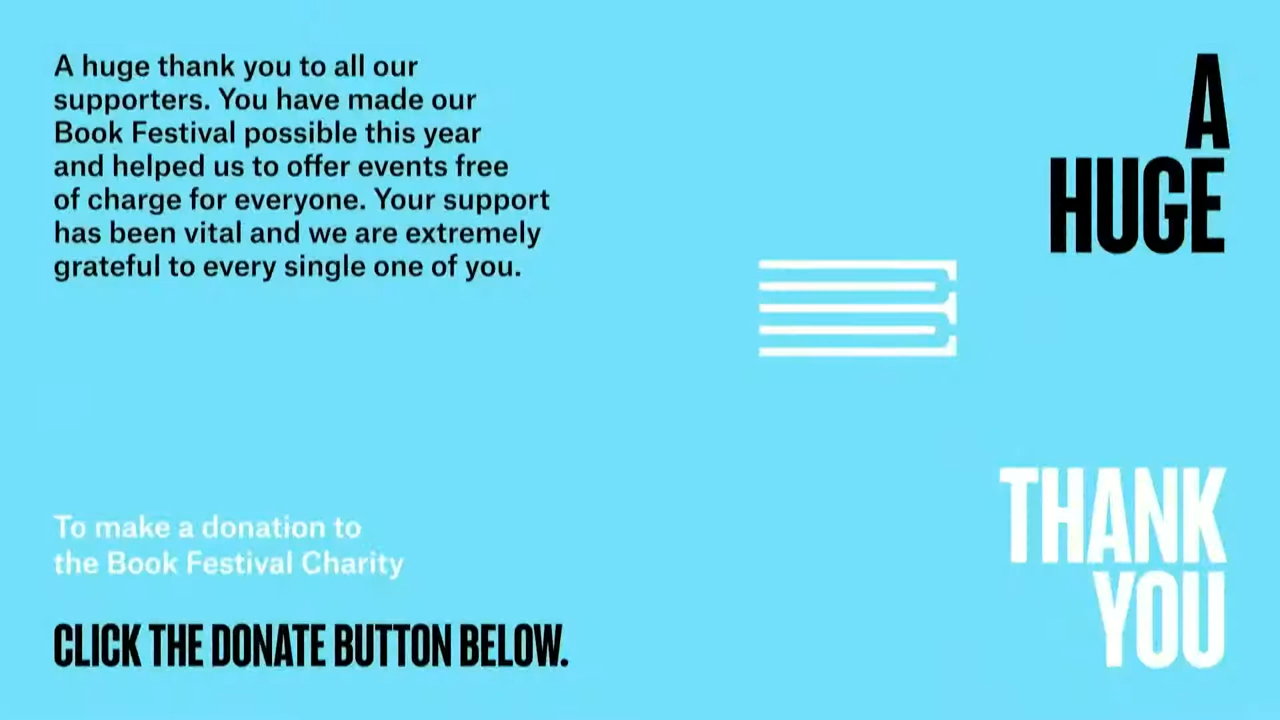 A huge thank you to all our
supporters. You have made our
Book Festival possible this year
and helped us to offer events free
of charge for everyone. Your support
has been vital and we are extremely
grateful to every single one of you.
To make a donation to
the Book Festival Charity
CLICK THE DONATE BUTTON BELOW.
A
HUGE
THANK
YOU